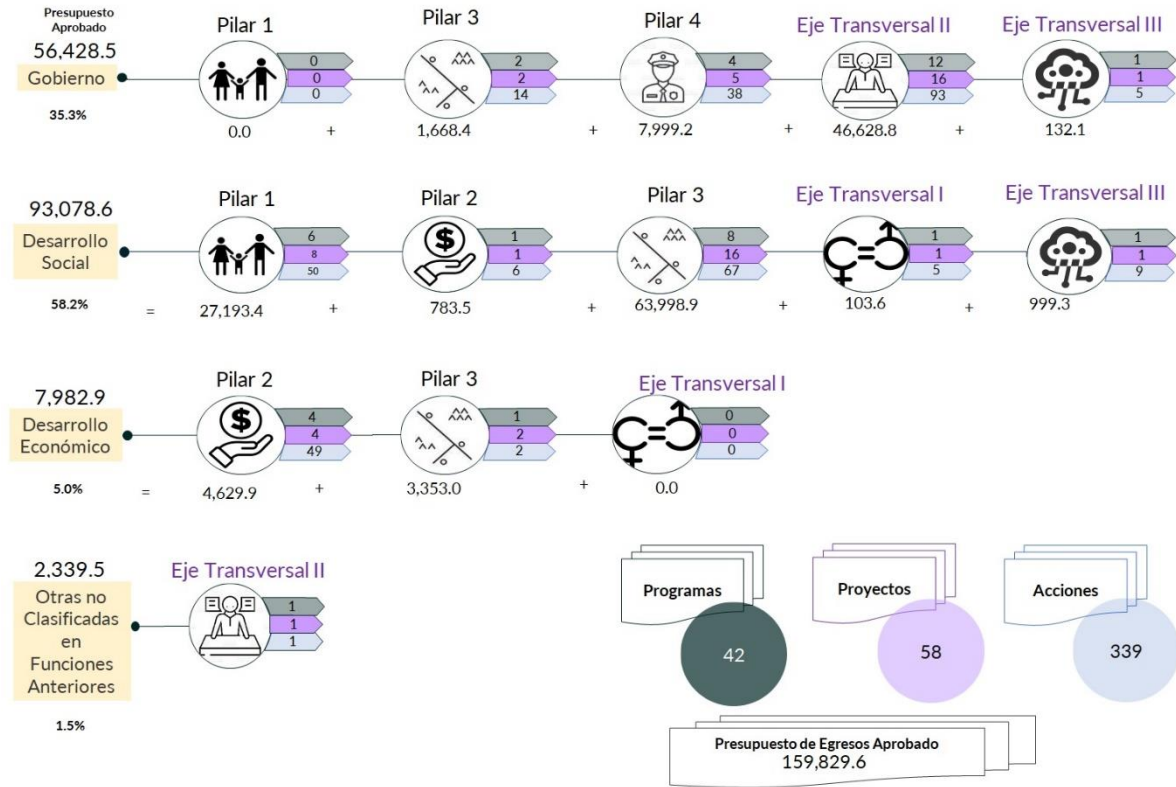 Presupuesto
Aprobado
56,428.5
Gobierno
35.3%
Pilar 1
0
0
0
0.0
+
Pilar 3
2
2
14
1,668.4
+
Pilar 4
4
5
38
7,999.2
+
Eje Transversal II
12
16
93
46,628.8
+
Eje Transversal III
1
1
5
132.1
93,078.6
Desarrollo
Social
58.2%
=
Pilar 1
6
8
50
27,193.4
+
Pilar 2
$
1
1
6
783.5
+
Pilar 3
8
16
67
63,998.9
+
Eje Transversal I
1
1
5
103.6
+
Eje Transversal III
1
1
9
999.3
7,982.9
Desarrollo
Económico
5.0%
=
Pilar 2
$
4
4
49
4,629.9
+
Pilar 3
1
2
2
3,353.0
+
Eje Transversal I
0
0
0
0.0
2,339.5
Otras no
Clasificadas
en
Funciones
Anteriores
1.5%
Eje Transversal II
1
1
1
Programas
42
Proyectos
58
Acciones
339
Presupuesto de Egresos Aprobado
159,829.6